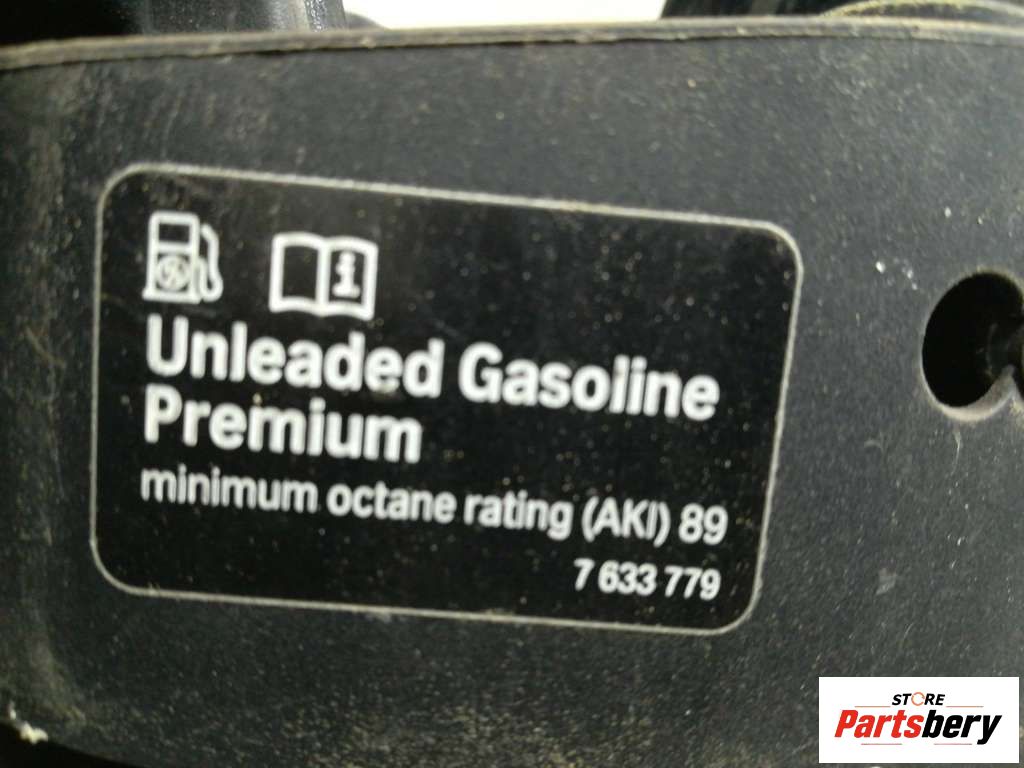 Unleaded Gasoline
Premium
minimum octane rating (AKI) 89
7 633 779
STORE
Partsbery